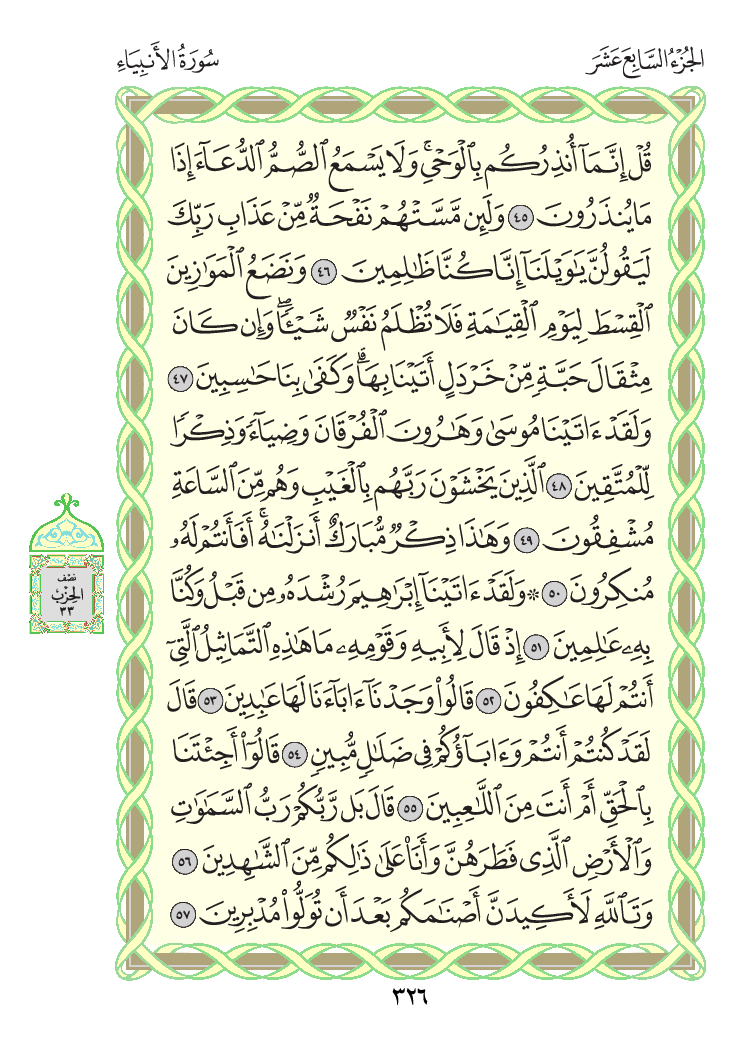 الجُزْءُ السَّابِعَ عَشَرَ
سُورَةُ الأَنبِيَاءِ
قُلْ إِنَّمَآ أُنذِرُكُم بِٱلْوَحْيِ ۚ وَلَا يَسْمَعُ ٱلصُّمُّ ٱلدُّعَآءَ إِذَا
مَا يُنذَرُونَ ٤٥ وَلَئِن مَّسَّتْهُمْ نَفْحَةٌ مِّنْ عَذَابِ رَبِّكَ
لَيَقُولُنَّ يَٰوَيْلَنَآ إِنَّا كُنَّا ظَٰلِمِينَ ٤٦ وَنَضَعُ ٱلْمَوَٰزِينَ
ٱلْقِسْطَ لِيَوْمِ ٱلْقِيَٰمَةِ فَلَا تُظْلَمُ نَفْسٌ شَيْـًٔا ۖ وَإِن كَانَ
مِثْقَالَ حَبَّةٍ مِّنْ خَرْدَلٍ أَتَيْنَا بِهَا ۗ وَكَفَىٰ بِنَا حَٰسِبِينَ ٤٧
وَلَقَدْ ءَاتَيْنَا مُوسَىٰ وَهَٰرُونَ ٱلْفُرْقَانَ وَضِيَآءً وَذِكْرًا
لِّلْمُتَّقِينَ ٤٨ ٱلَّذِينَ يَخْشَوْنَ رَبَّهُم بِٱلْغَيْبِ وَهُم مِّنَ ٱلسَّاعَةِ
مُشْفِقُونَ ٤٩ وَهَٰذَا ذِكْرٌ مُّبَارَكٌ أَنزَلْنَٰهُ ۚ أَفَأَنتُمْ لَهُۥ
مُنكِرُونَ ٥٠ ۞ وَلَقَدْ ءَاتَيْنَآ إِبْرَٰهِيمَ رُشْدَهُۥ مِن قَبْلُ وَكُنَّا
بِهِۦ عَٰلِمِينَ ٥١ إِذْ قَالَ لِأَبِيهِ وَقَوْمِهِۦ مَا هَٰذِهِ ٱلتَّمَاثِيلُ ٱلَّتِىٓ
أَنتُمْ لَهَا عَٰكِفُونَ ٥٢ قَالُوا۟ وَجَدْنَآ ءَابَآءَنَا لَهَا عَٰبِدِينَ ٥٣ قَالَ
لَقَدْ كُنتُمْ أَنتُمْ وَءَابَآؤُكُمْ فِى ضَلَٰلٍ مُّبِينٍ ٥٤ قَالُوٓا۟ أَجِئْتَنَا
بِٱلْحَقِّ أَمْ أَنتَ مِنَ ٱللَّٰعِبِينَ ٥٥ قَالَ بَل رَّبُّكُمْ رَبُّ ٱلسَّمَٰوَٰتِ
وَٱلْأَرْضِ ٱلَّذِى فَطَرَهُنَّ وَأَنَا۠ عَلَىٰ ذَٰلِكُم مِّنَ ٱلشَّٰهِدِينَ ٥٦
وَتَٱللَّهِ لَأَكِيدَنَّ أَصْنَٰمَكُم بَعْدَ أَن تُوَلُّوا۟ مُدْبِرِينَ ٥٧
نصف
الحزب
٣٣
٣٢٦